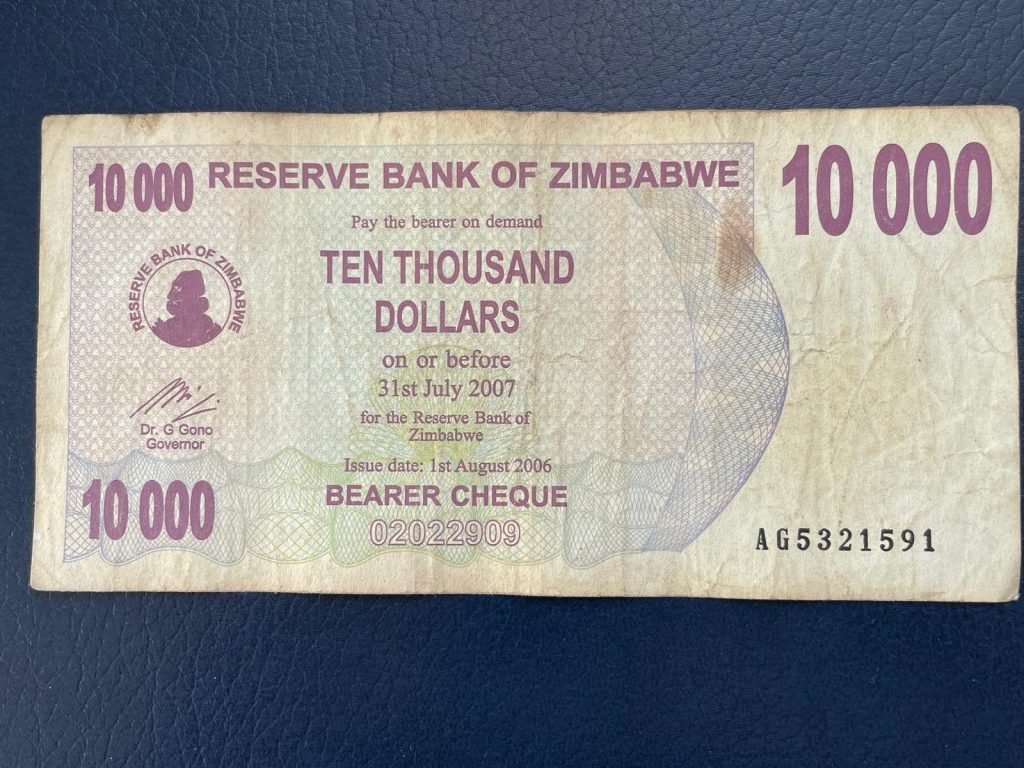 10 000
RESERVE BANK OF ZIMBABWE
10 000
Pay the bearer on demand
TEN THOUSAND
DOLLARS
RESERVE BANK OF ZIMBABWE
on or before
31st July 2007
for the Reserve Bank of
Zimbabwe
Dr. G Gono
Governor
Issue date: 1st August 2006
BEARER CHEQUE
10 000
02022909
AG5321591